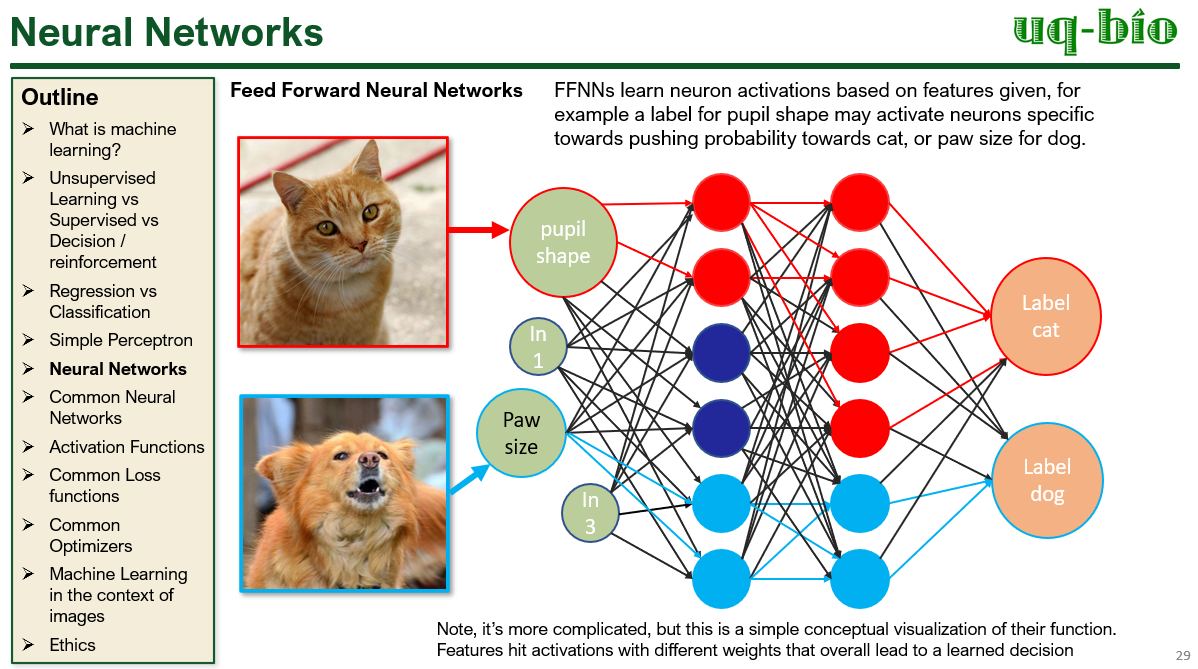 Neural Networks
uq-bio
Outline
➢ What is machine
learning?
➢ Unsupervised
Learning vs
Supervised vs
Decision /
reinforcement
➢ Regression vs
Classification
➢ Simple Perceptron
➢ Neural Networks
➢ Common Neural
Networks
➢ Activation Functions
➢ Common Loss
functions
➢ Common
Optimizers
➢ Machine Learning
in the context of
images
➢ Ethics
Feed Forward Neural Networks
FFNNs learn neuron activations based on features given, for
example a label for pupil shape may activate neurons specific
towards pushing probability towards cat, or paw size for dog.
pupil
shape
In
1
Paw
size
In
3
Label
cat
Label
dog
Note, it’s more complicated, but this is a simple conceptual visualization of their function.
Features hit activations with different weights that overall lead to a learned decision
29